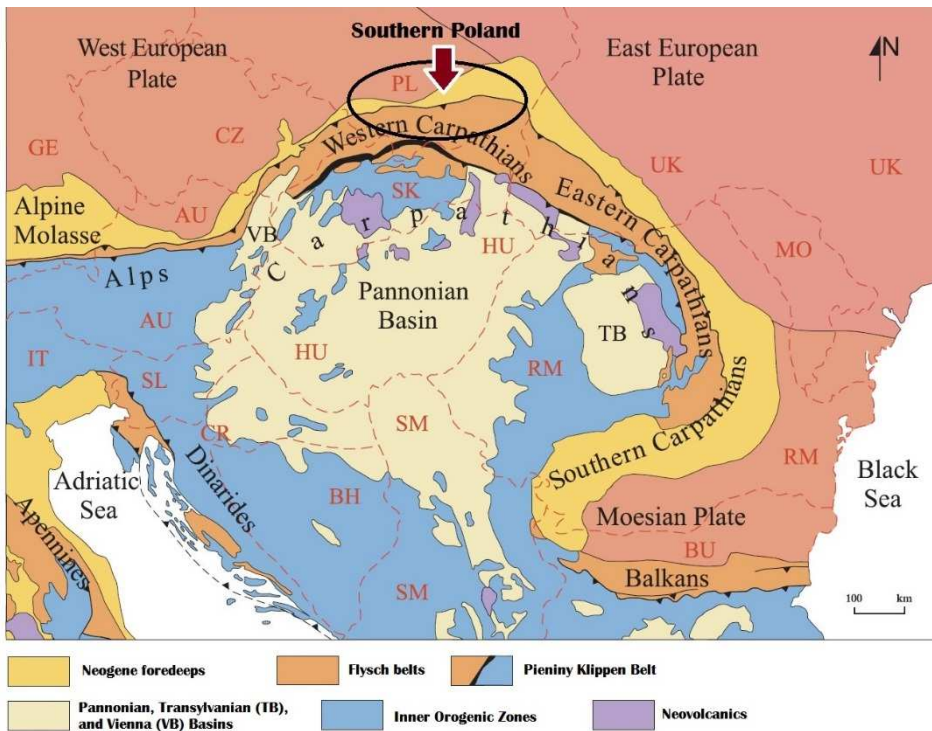 Southern Poland
West European
Plate
East European
Plate
N
PL
Western Carpathians
CZ
GE
UK
UK
Alpine
Molasse
AU
VB
SK
Carpathians
Eastern Carpathians
HU
MO
Alps
Pannonian
Basin
AU
TB
IT
HU
RM
SL
SM
CR
Southern Carpathians
RM
Black
Sea
Adriatic
Sea
Dinarides
BH
Moesian Plate
BU
Apennines
SM
Balkans
100 km
Neogene foredeeps
Flysch belts
Pieniny Klippen Belt
Pannonian, Transylvanian (TB),
and Vienna (VB) Basins
Inner Orogenic Zones
Neovolcanics